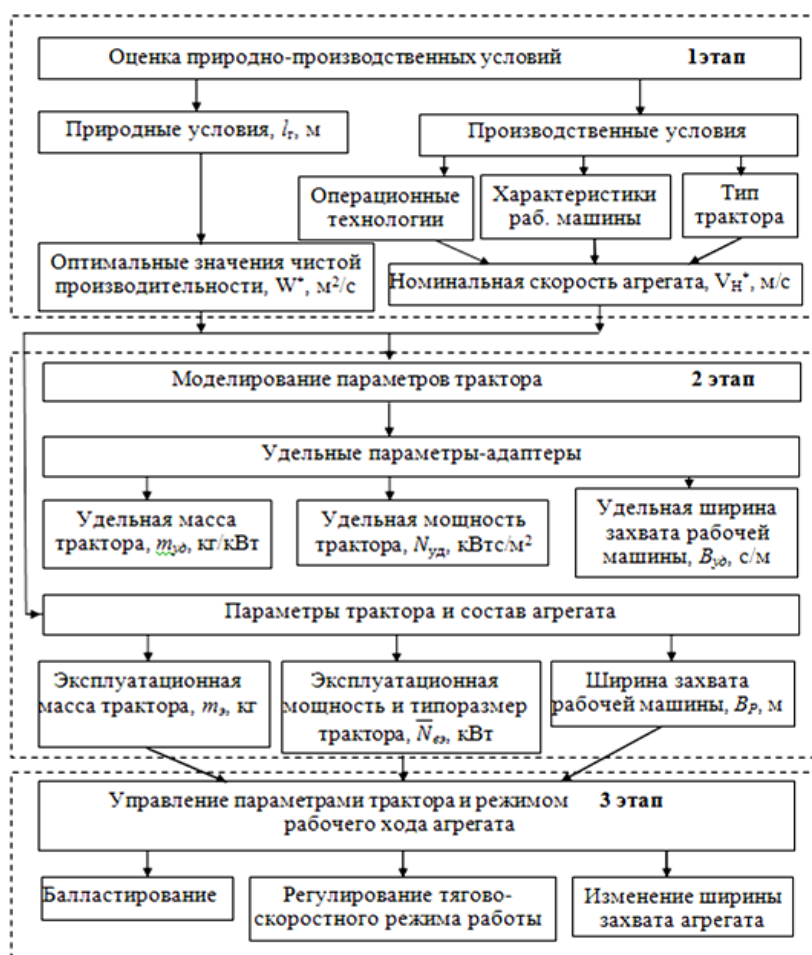 Оценка природно-производственных условий 1этап
Природные условия, lг, м
Производственные условия
Операционные
технологии
Характеристики
раб. машины
Тип
трактора
Оптимальные значения чистой
производительности, W*, м²/с
Номинальная скорость агрегата, VН*, м/с
Моделирование параметров трактора 2 этап
Удельные параметры-адаптеры
Удельная масса
трактора, mуд, кг/кВт
Удельная мощность
трактора, Nуд, кВтс/м²
Удельная ширина
захвата рабочей
машины, Bуд, с/м
Параметры трактора и состав агрегата
Эксплуатационная
масса трактора, mэ, кг
Эксплуатационная
мощность и типоразмер
трактора, N̅еэ, кВт
Ширина захвата
рабочей машины, BР, м
Управление параметрами трактора и режимом 3 этап
рабочего хода агрегата
Балластирование
Регулирование тягово-
скоростного режима работы
Изменение ширины
захвата агрегата